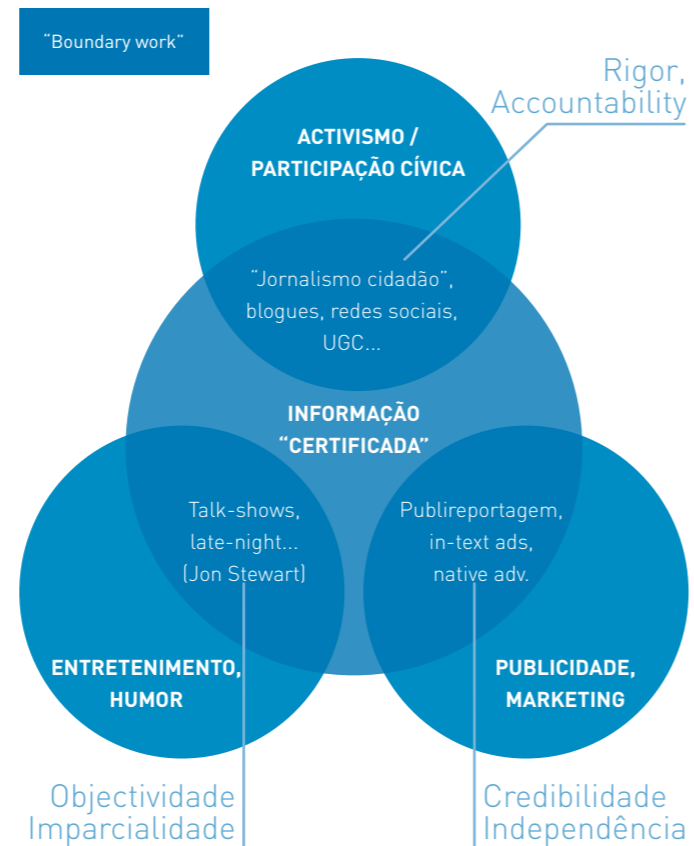 “Boundary work”
Rigor,
Accountability
ACTIVISMO /
PARTICIPAÇÃO CÍVICA
“Jornalismo cidadão”,
blogues, redes sociais,
UGC...
INFORMAÇÃO
“CERTIFICADA”
Talk-shows,
late-night...
(Jon Stewart)
Publireportagem,
in-text ads,
native adv.
ENTRETENIMENTO,
HUMOR
PUBLICIDADE,
MARKETING
Objectividade
Imparcialidade
Credibilidade
Independência